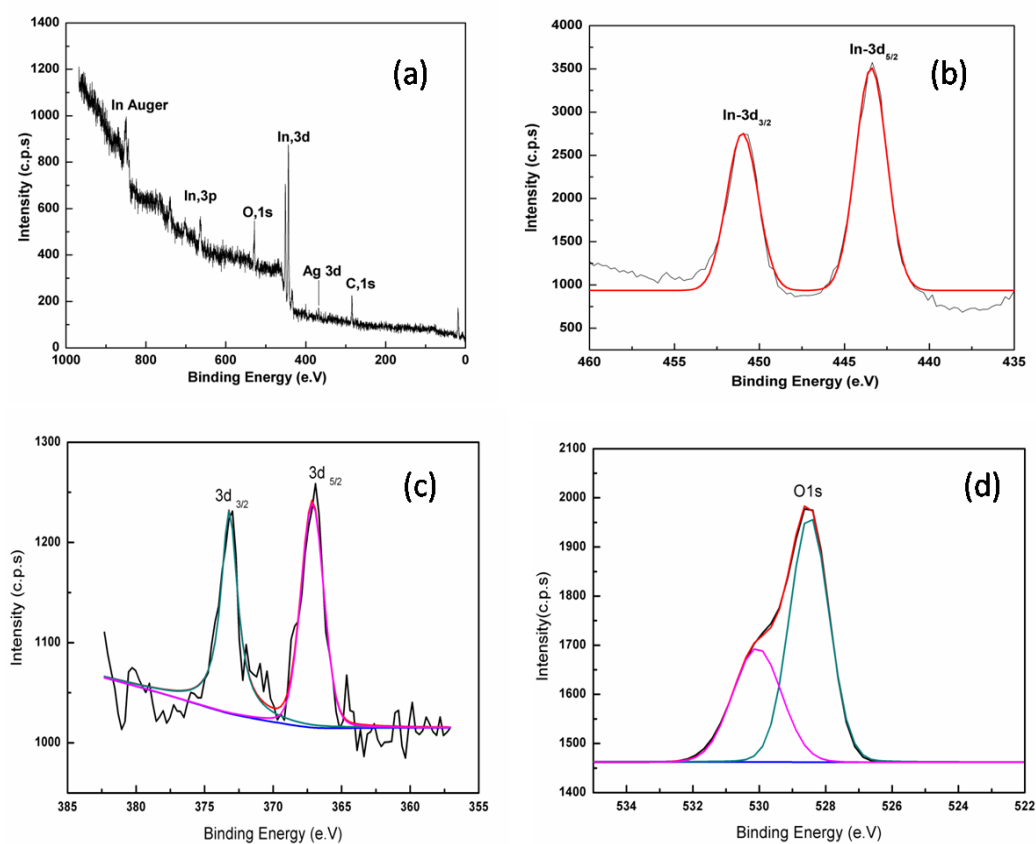 (a)
1400
1200
1000
800
600
400
200
0
Intensity (c.p.s)
In Auger
In,3p
O,1s
In,3d
Ag 3d
C,1s
1000 800 600 400 200 0
Binding Energy (e.V)
(b)
4000
3500
3000
2750
2500
2000
1750
1500
1250
1000
750
500
Intensity (c.p.s)
In-3d3/2
In-3d5/2
460 455 450 445 440 435
Binding Energy (e.V)
(c)
1300
1200
1100
1000
Intensity (c.p.s)
3d 3/2
3d 5/2
385 380 375 370 365 360 355
Binding Energy (e.V)
(d)
2100
2000
1900
1800
1700
1600
1500
1400
Intensity(c.p.s)
O1s
534 532 530 528 526 524 522
Binding Energy (e.V)